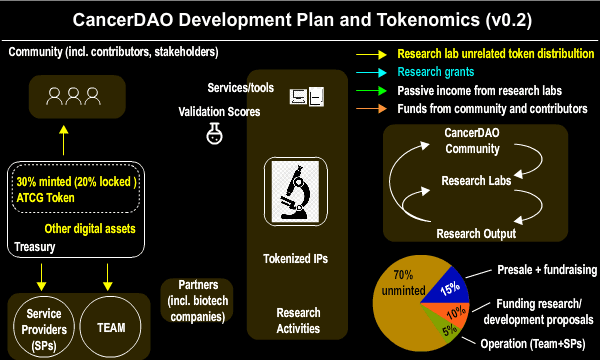 CancerDAO Development Plan and Tokenomics (v0.2)
Community (incl. contributors, stakeholders)
Research lab unrelated token distribultion
Research grants
Passive income from research labs
Funds from community and contributors
Services/tools
Validation Scores
CancerDAO
Community
Research Labs
Research Output
30% minted (20% locked )
ATCG Token
Other digital assets
Treasury
Tokenized IPs
Research
Activities
Partners
(incl. biotech
companies)
Service
Providers
(SPs)
TEAM
70%
unminted
15%
10%
5%
Presale + fundraising
Funding research/
development proposals
Operation (Team+SPs)